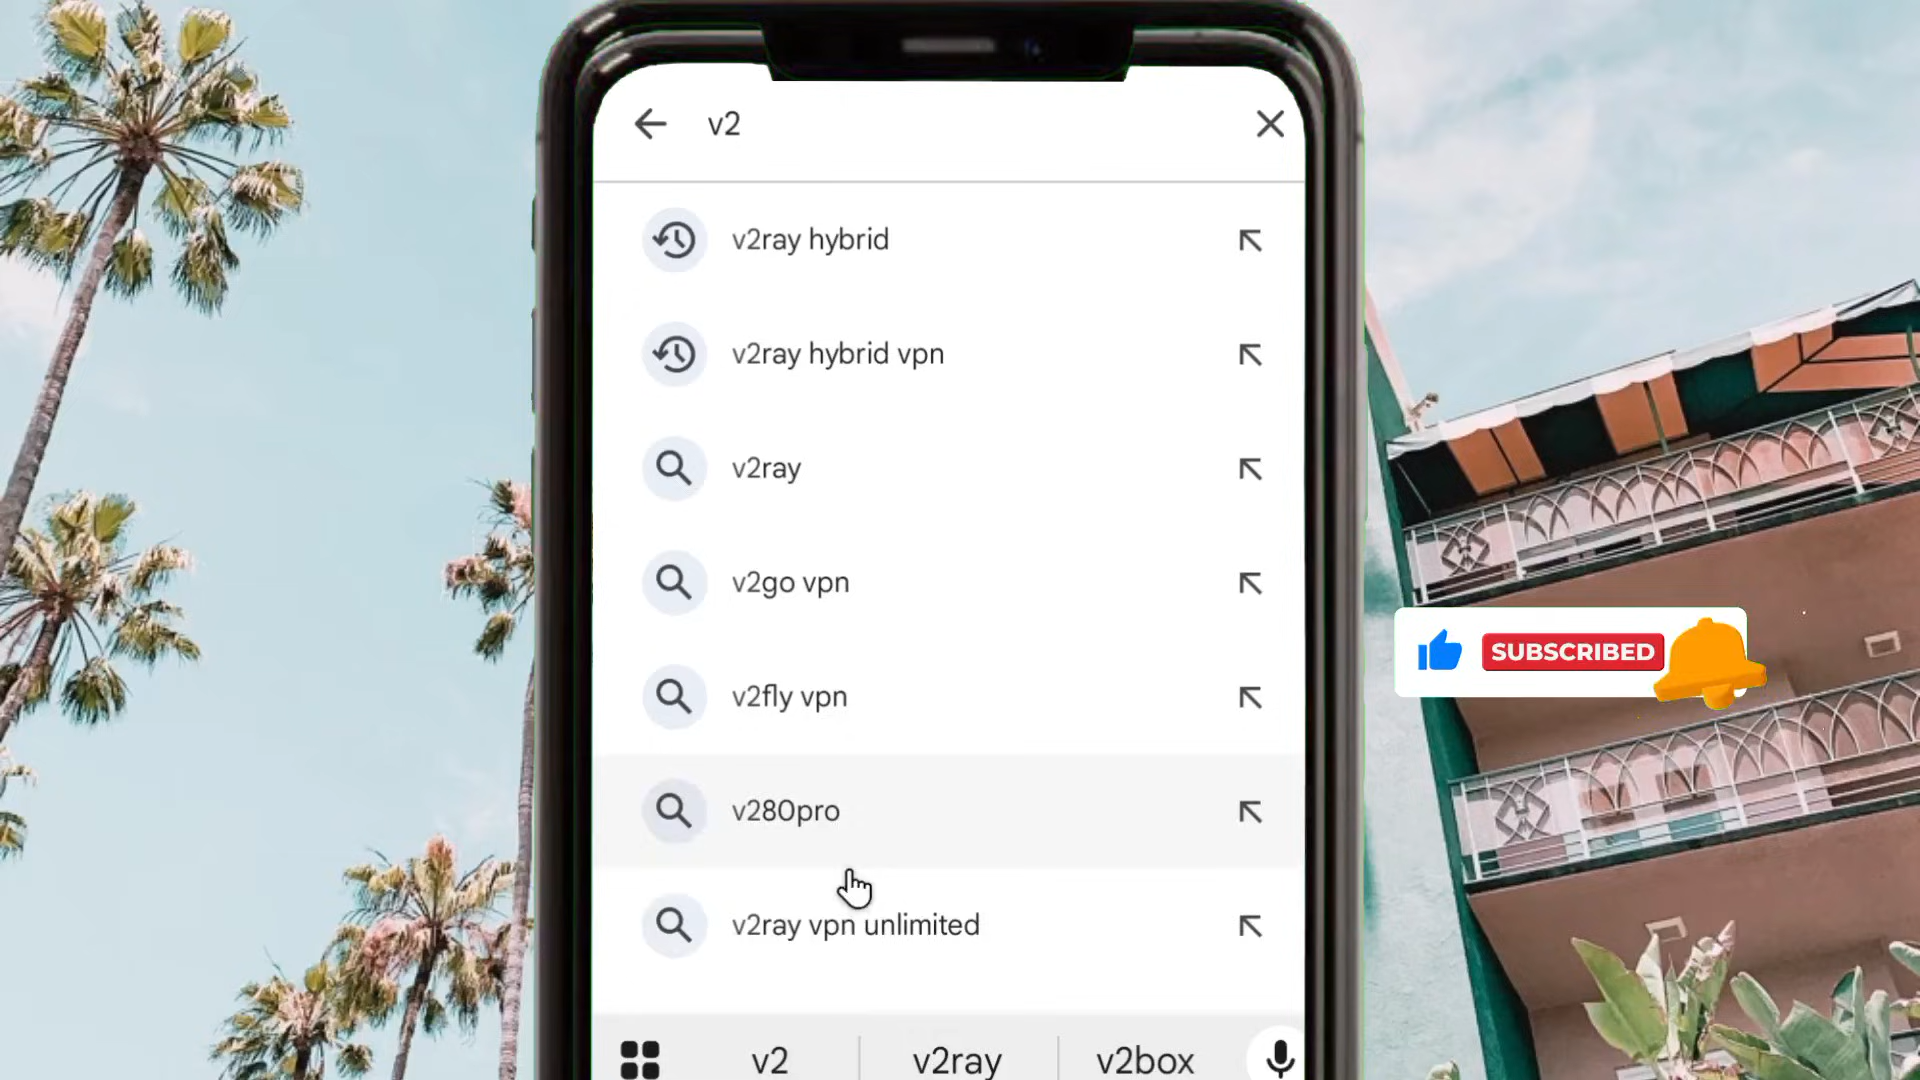 v2
v2ray hybrid
v2ray hybrid vpn
v2ray
v2go vpn
v2fly vpn
v280pro
v2ray vpn unlimited
SUBSCRIBED
v2 v2ray v2box